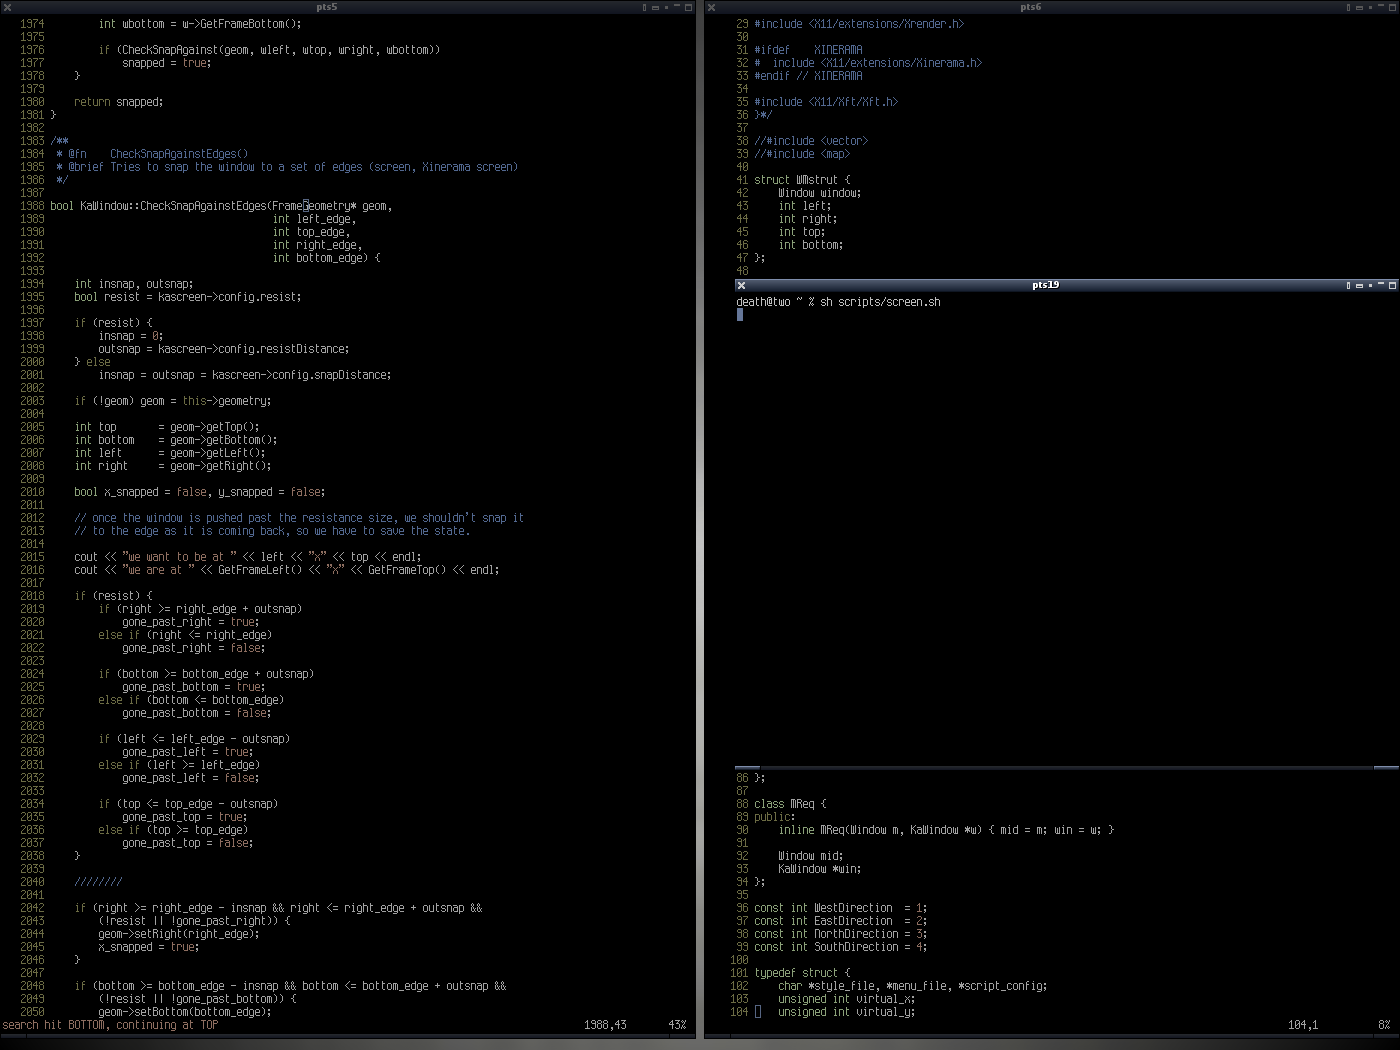 pts5
1974         int wbottom = w->GetFrameBottom();
1975
1976         if (CheckSnapAgainst(geom, wleft, wtop, wright, wbottom))
1977             snapped = true;
1978     }
1979
1980     return snapped;
1981 }
1982
1983 /**
1984  * @fn    CheckSnapAgainstEdges()
1985  * @brief Tries to snap the window to a set of edges (screen, Xinerama screen)
1986  */
1987
1988 bool KaWindow::CheckSnapAgainstEdges(FrameGeometry* geom,
1989                                      int left_edge,
1990                                      int top_edge,
1991                                      int right_edge,
1992                                      int bottom_edge) {
1993
1994     int insnap, outsnap;
1995     bool resist = kascreen->config.resist;
1996
1997     if (resist) {
1998         insnap = 0;
1999         outsnap = kascreen->config.resistDistance;
2000     } else
2001         insnap = outsnap = kascreen->config.snapDistance;
2002
2003     if (!geom) geom = this->geometry;
2004
2005     int top       = geom->getTop();
2006     int bottom    = geom->getBottom();
2007     int left      = geom->getLeft();
2008     int right     = geom->getRight();
2009
2010     bool x_snapped = false, y_snapped = false;
2011
2012     // once the window is pushed past the resistance size, we shouldn't snap it
2013     // to the edge as it is coming back, so we have to save the state.
2014
2015     cout << "we want to be at " << left << "x" << top << endl;
2016     cout << "we are at " << GetFrameLeft() << "x" << GetFrameTop() << endl;
2017
2018     if (resist) {
2019         if (right >= right_edge + outsnap)
2020             gone_past_right = true;
2021         else if (right <= right_edge)
2022             gone_past_right = false;
2023
2024         if (bottom >= bottom_edge + outsnap)
2025             gone_past_bottom = true;
2026         else if (bottom <= bottom_edge)
2027             gone_past_bottom = false;
2028
2029         if (left <= left_edge - outsnap)
2030             gone_past_left = true;
2031         else if (left >= left_edge)
2032             gone_past_left = false;
2033
2034         if (top <= top_edge - outsnap)
2035             gone_past_top = true;
2036         else if (top >= top_edge)
2037             gone_past_top = false;
2038     }
2039
2040     ////////
2041
2042     if (right >= right_edge - insnap && right <= right_edge + outsnap &&
2043         (!resist || !gone_past_right)) {
2044         geom->setRight(right_edge);
2045         x_snapped = true;
2046     }
2047
2048     if (bottom >= bottom_edge - insnap && bottom <= bottom_edge + outsnap &&
2049         (!resist || !gone_past_bottom)) {
2050         geom->setBottom(bottom_edge);
search hit BOTTOM, continuing at TOP 1988,43 43%
pts6
29 #include <X11/extensions/Xrender.h>
30
31 #ifdef    XINERAMA
32 #  include <X11/extensions/Xinerama.h>
33 #endif // XINERAMA
34
35 #include <X11/Xft/Xft.h>
36 }*/
37
38 //#include <vector>
39 //#include <map>
40
41 struct WMstrut {
42     Window window;
43     int left;
44     int right;
45     int top;
46     int bottom;
47 };
48
pts19
death@two ~ % sh scripts/screen.sh
86 };
87
88 class MReq {
89 public:
90     inline MReq(Window m, KaWindow *w) { mid = m; win = w; }
91
92     Window mid;
93     KaWindow *win;
94 };
95
96 const int WestDirection  = 1;
97 const int EastDirection  = 2;
98 const int NorthDirection = 3;
99 const int SouthDirection = 4;
100
101 typedef struct {
102     char *style_file, *menu_file, *script_config;
103     unsigned int virtual_x;
104     unsigned int virtual_y;
104,1 8%